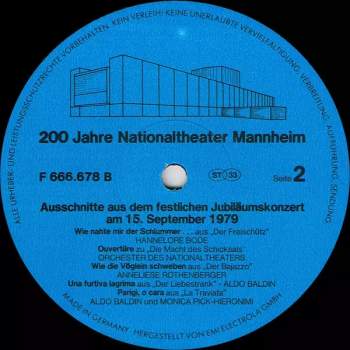 ALLE URHEBER- UND LEISTUNGSSCHUTZRECHTE VORBEHALTEN. KEIN VERLEIH! KEINE UNERLAUBTE VERVIELFÄLTIGUNG, VERMIETUNG, AUFFÜHRUNG, SENDUNG
200 Jahre Nationaltheater Mannheim
F 666.678 B
ST 33
Seite 2
Ausschnitte aus dem festlichen Jubiläumskonzert
am 15. September 1979
Wie nahte mir der Schlummer . . . aus „Der Freischütz"
HANNELORE BODE
Ouvertüre zu „Die Macht des Schicksals"
ORCHESTER DES NATIONALTHEATERS
Wie die Vöglein schweben aus „Der Bajazzo"
ANNELIESE ROTHENBERGER
Una furtiva lagrima aus „Der Liebestrank" - ALDO BALDIN
Parigi, o cara aus „La Traviata"
ALDO BALDIN und MONICA PICK-HIERONIMI
MADE IN GERMANY HERGESTELLT VON EMI ELECTROLA GMBH